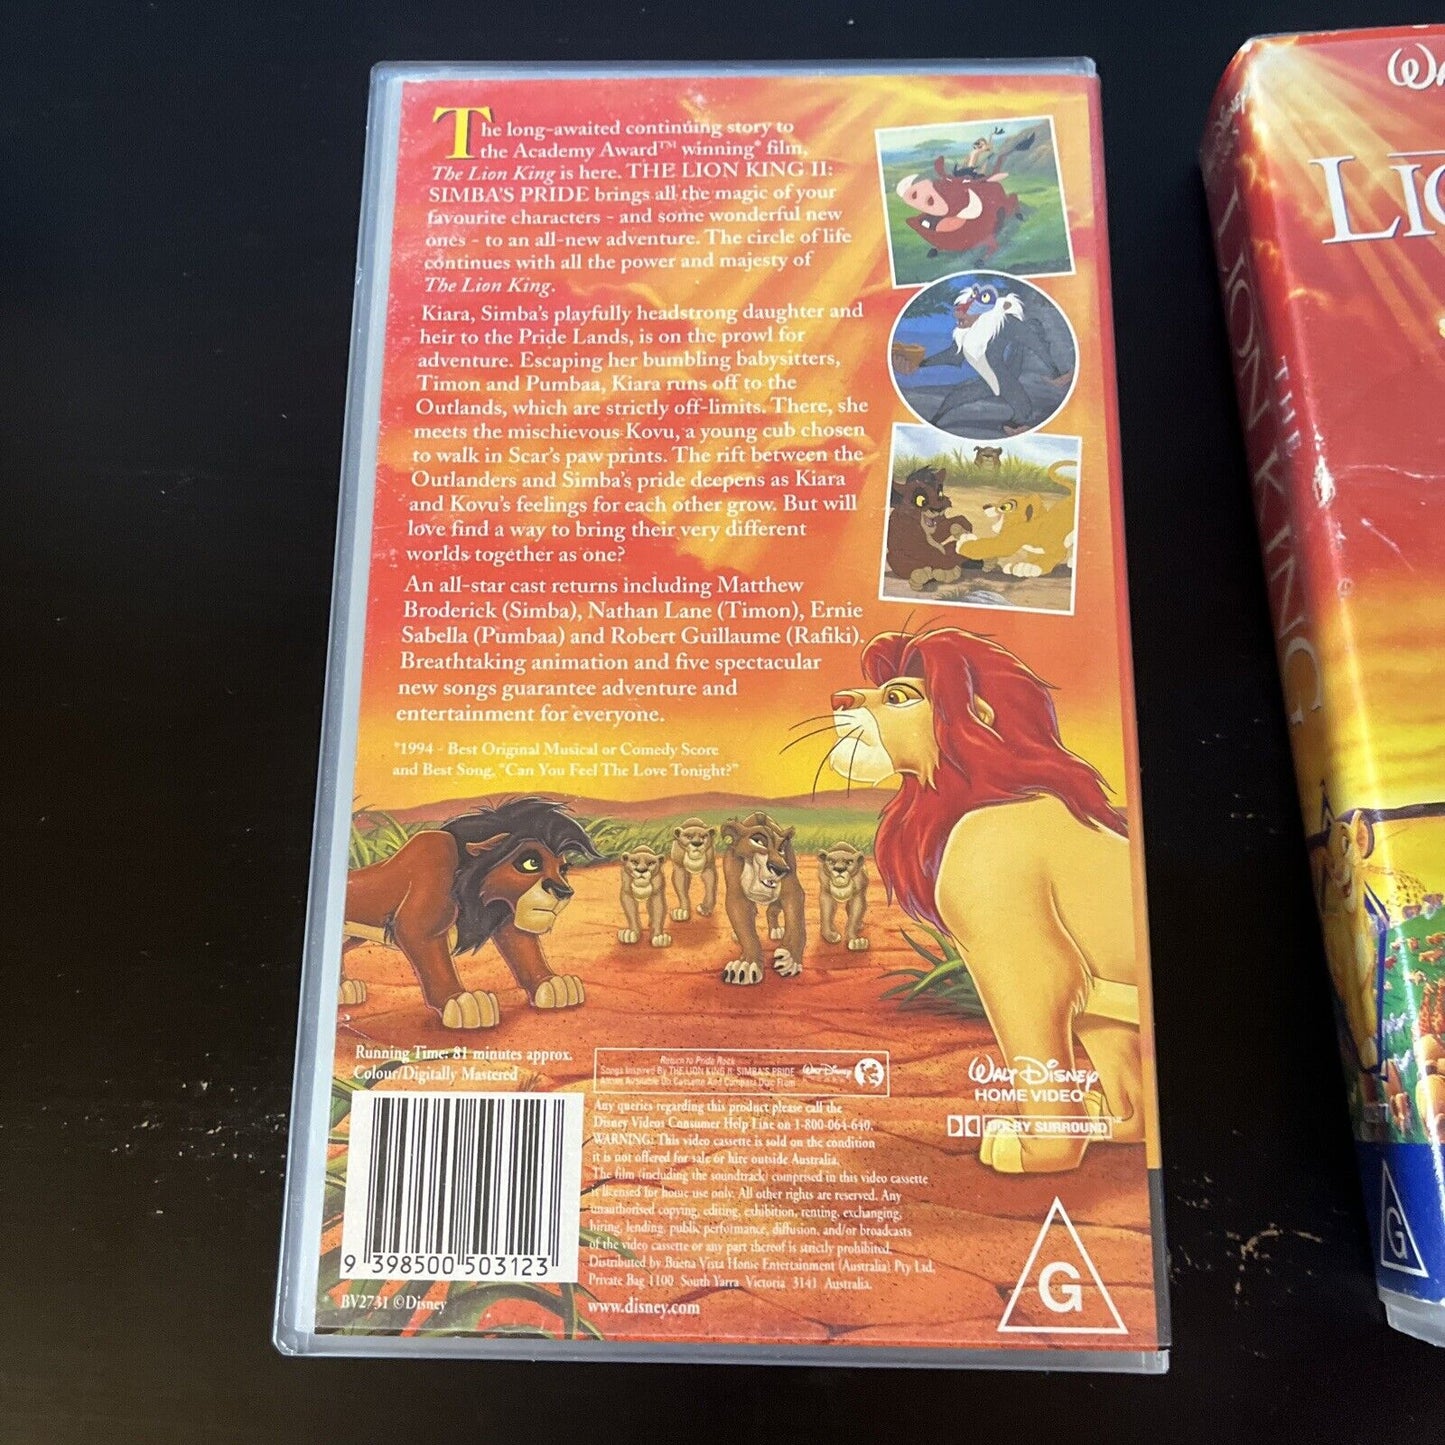 The long-awaited continuing story to
the Academy Award™ winning* film,
The Lion King is here. THE LION KING II:
SIMBA'S PRIDE brings all the magic of your
favourite characters - and some wonderful new
ones - to an all-new adventure. The circle of life
continues with all the power and majesty of
The Lion King.
Kiara, Simba's playfully headstrong daughter and
heir to the Pride Lands, is on the prowl for
adventure. Escaping her bumbling babysitters,
Timon and Pumbaa, Kiara runs off to the
Outlands, which are strictly off-limits. There, she
meets the mischievous Kovu, a young cub chosen
to walk in Scar's paw prints. The rift between the
Outlanders and Simba's pride deepens as Kiara
and Kovu's feelings for each other grow. But will
love find a way to bring their very different
worlds together as one?
An all-star cast returns including Matthew
Broderick (Simba), Nathan Lane (Timon), Ernie
Sabella (Pumbaa) and Robert Guillaume (Rafiki).
Breathtaking animation and five spectacular
new songs guarantee adventure and
entertainment for everyone.
*1994 - Best Original Musical or Comedy Score
and Best Song, "Can You Feel The Love Tonight?"
Running Time: 81 minutes approx.
Colour/Digitally Mastered
Return to Pride Rock
Songs Inspired By THE LION KING II: SIMBA'S PRIDE
Album Available On Cassette And Compact Disc From
Walt Disney
WALT DISNEY
HOME VIDEO
DOLBY SURROUND
Any queries regarding this product please call the
Disney Videos Consumer Help Line on 1-800-064-640.
WARNING: This video cassette is sold on the condition
it is not offered for sale or hire outside Australia.
The film (including the soundtrack) comprised in this video cassette
is licensed for home use only. All other rights are reserved. Any
unauthorised copying, editing, exhibition, renting, exchanging,
hiring, lending, public performance, diffusion, and/or broadcasts
of the video cassette or any part thereof is strictly prohibited.
Distributed by Buena Vista Home Entertainment (Australia) Pty Ltd,
Private Bag 1100 South Yarra Victoria 3141 Australia.
www.disney.com
9 398500 503123
BV2731 ©Disney
G
THE LION KING
G